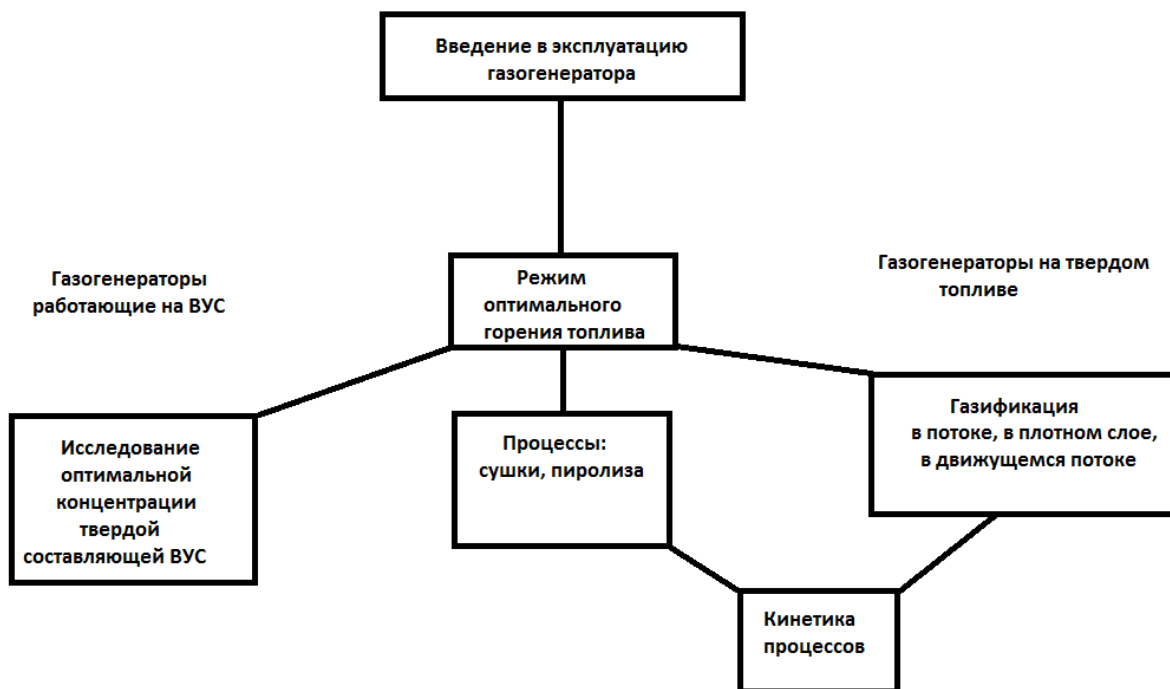 Введение в эксплуатацию
газогенератора
Газогенераторы
работающие на ВУС
Режим
оптимального
горения топлива
Газогенераторы на твердом
топливе
Исследование
оптимальной
концентрации
твердой
составляющей ВУС
Процессы:
сушки, пиролиза
Газификация
в потоке, в плотном слое,
в движущемся потоке
Кинетика
процессов